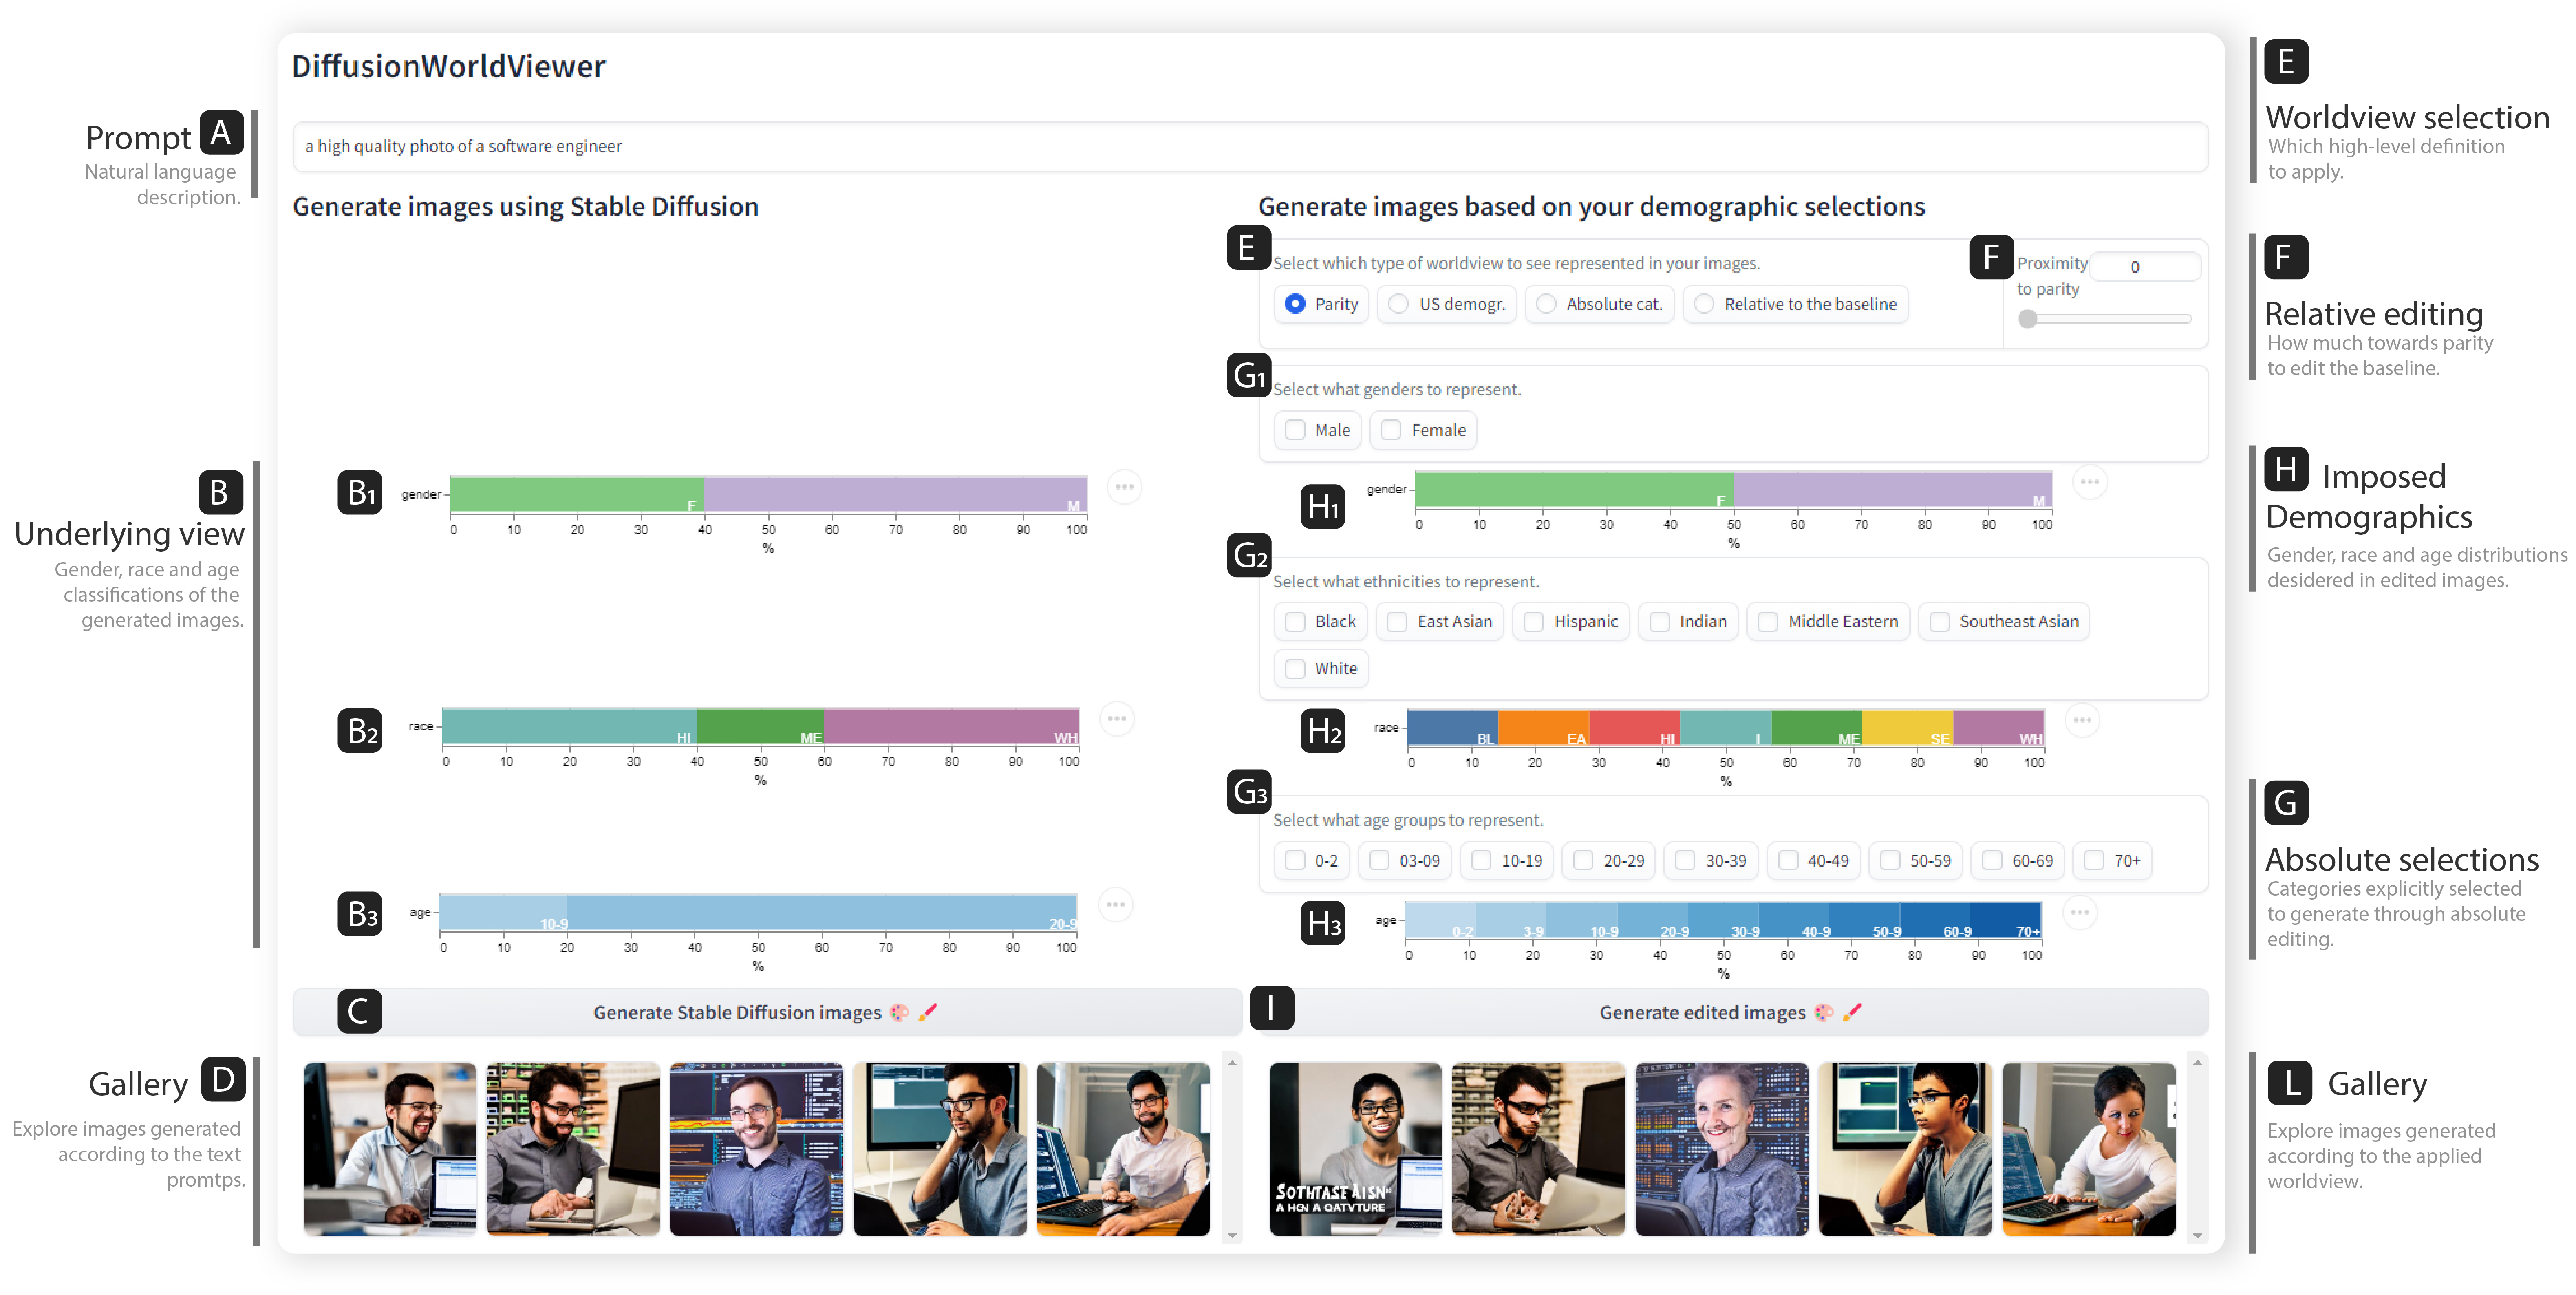 DiffusionWorldViewer
Prompt A
Natural language
description.
a high quality photo of a software engineer
E
Worldview selection
Which high-level definition
to apply.
Generate images using Stable Diffusion
Generate images based on your demographic selections
E
Select which type of worldview to see represented in your images.
Parity US demogr. Absolute cat. Relative to the baseline
F
Proximity 0
to parity
F
Relative editing
How much towards parity
to edit the baseline.
G1
Select what genders to represent.
Male Female
B
Underlying view
Gender, race and age
classifications of the
generated images.
B1
gender F M
0 10 20 30 40 50 60 70 80 90 100
%
H1
gender F M
0 10 20 30 40 50 60 70 80 90 100
%
H Imposed
Demographics
Gender, race and age distributions
desidered in edited images.
G2
Select what ethnicities to represent.
Black East Asian Hispanic Indian Middle Eastern Southeast Asian
White
B2
race HI ME WH
0 10 20 30 40 50 60 70 80 90 100
%
H2
race BL EA HI I ME SE WH
0 10 20 30 40 50 60 70 80 90 100
%
G3
Select what age groups to represent.
0-2 03-09 10-19 20-29 30-39 40-49 50-59 60-69 70+
G
Absolute selections
Categories explicitly selected
to generate through absolute
editing.
B3
age 10-9 20-9
0 10 20 30 40 50 60 70 80 90 100
%
H3
age 0-2 3-9 10-9 20-9 30-9 40-9 50-9 60-9 70+
0 10 20 30 40 50 60 70 80 90 100
%
C
Generate Stable Diffusion images
I
Generate edited images
Gallery D
Explore images generated
according to the text
promtps.
SOTHTASE AISN
A HGN A QATVTURE
L Gallery
Explore images generated
according to the applied
worldview.